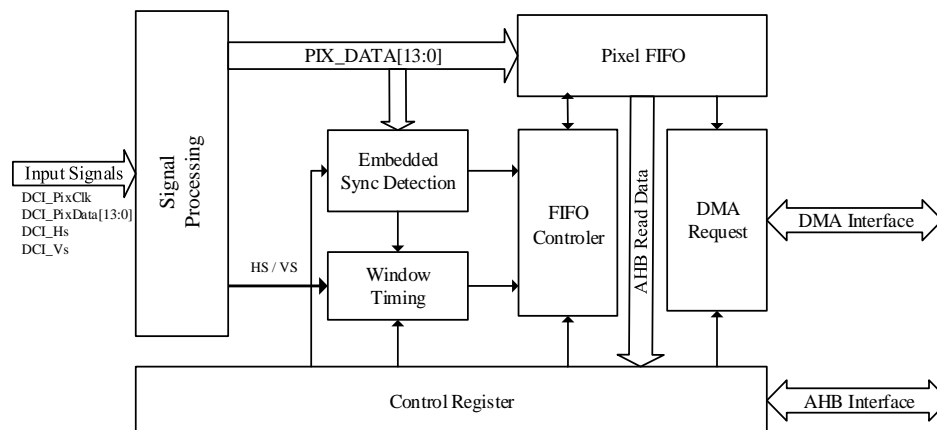 PIX_DATA[13:0]
Pixel FIFO
Signal
Processing
Input Signals
DCI_PixClk
DCI_PixData[13:0]
DCI_Hs
DCI_Vs
Embedded
Sync Detection
FIFO
Controler
AHB Read Data
DMA
Request
DMA Interface
HS / VS
Window
Timing
Control Register
AHB Interface